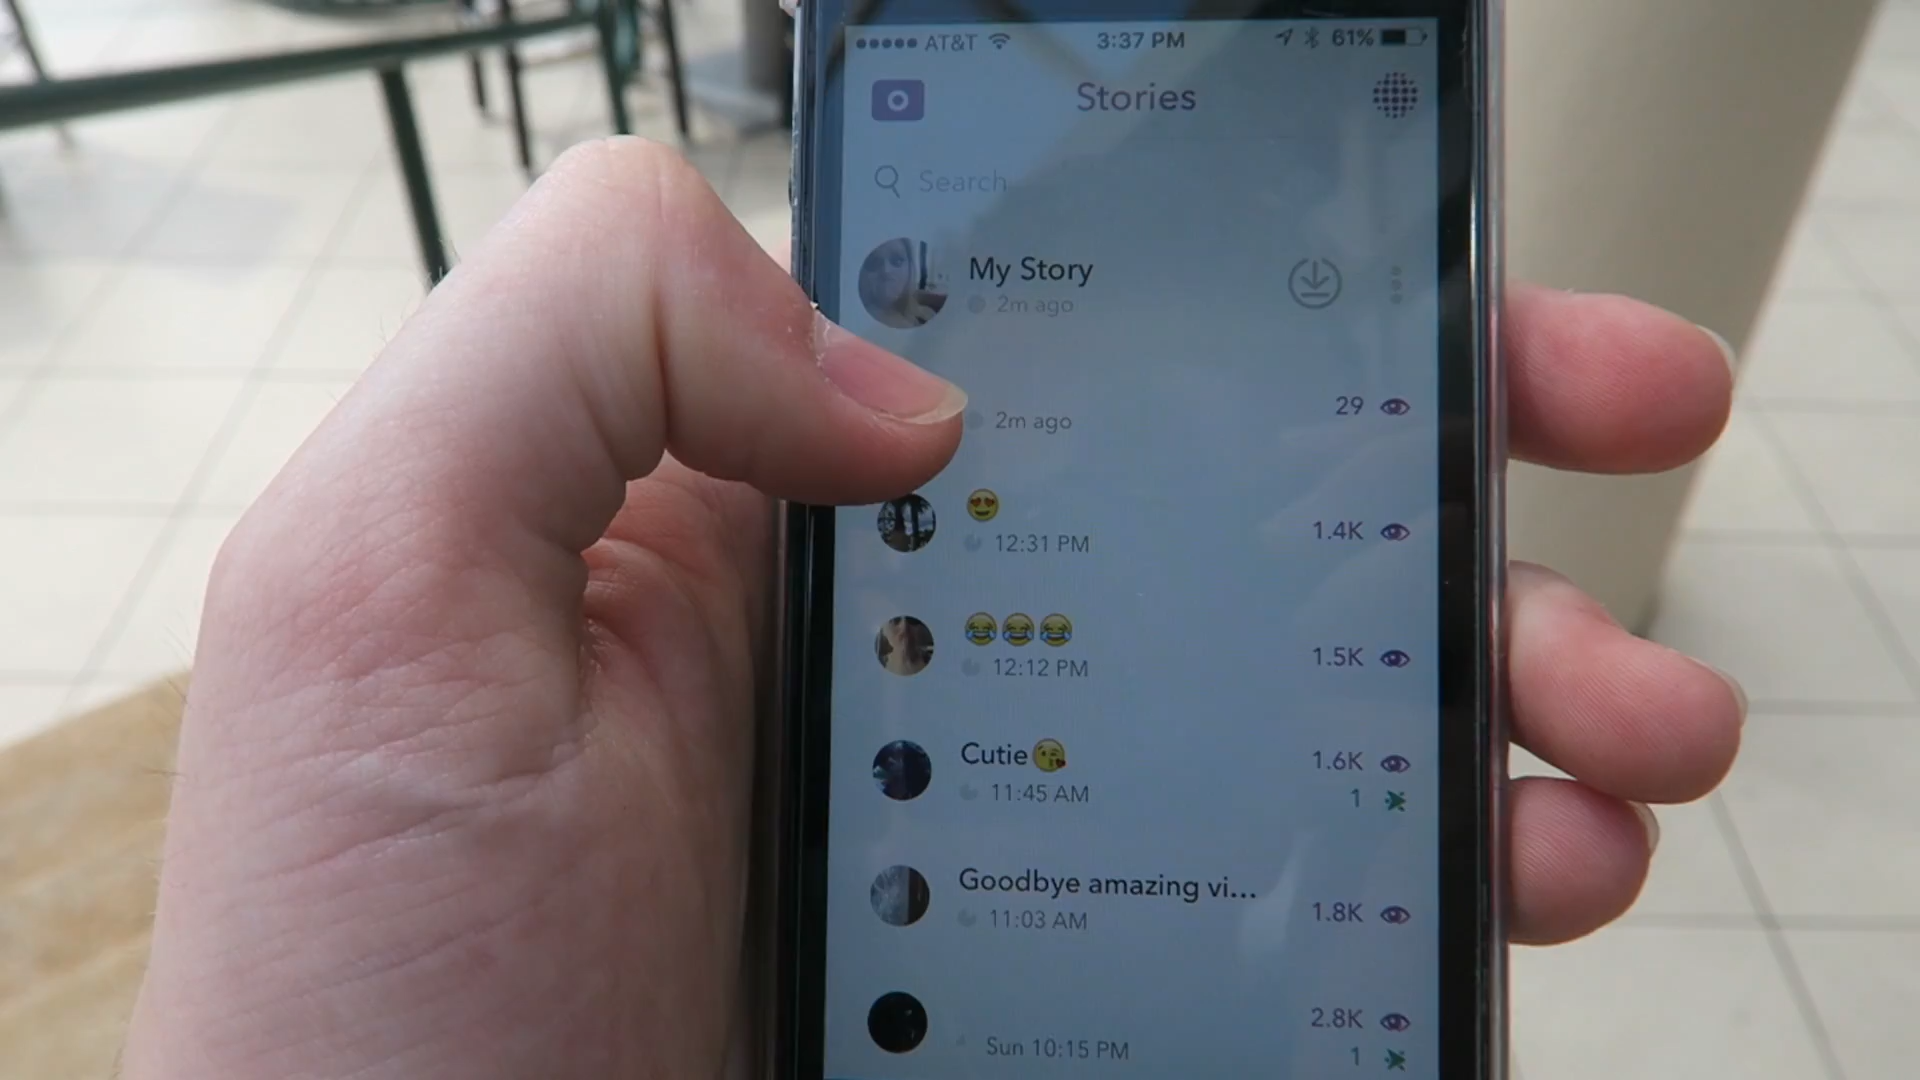 AT&T 3:37 PM 61%
Stories
Search
My Story
2m ago
2m ago 29
😍
12:31 PM 1.4K
😂😂😂
12:12 PM 1.5K
Cutie😘 1.6K
11:45 AM 1
Goodbye amazing vi...
11:03 AM 1.8K
2.8K
Sun 10:15 PM 1